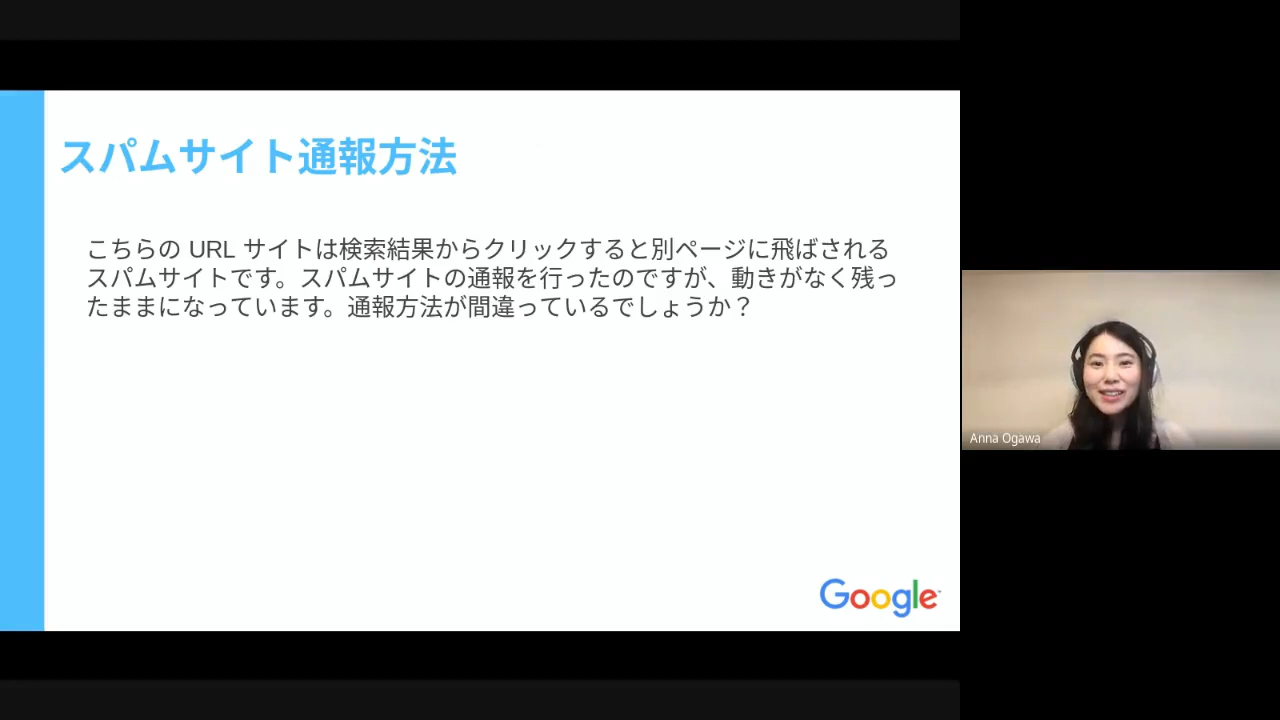 スパムサイト通報方法
こちらの URL サイトは検索結果からクリックすると別ページに飛ばされる
スパムサイトです。スパムサイトの通報を行ったのですが、動きがなく残っ
たままになっています。通報方法が間違っているでしょうか？
Google
Anna Ogawa